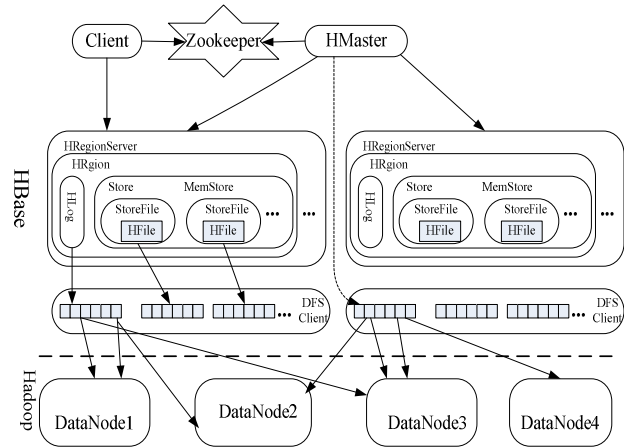 Client
Zookeeper
HMaster
HBase
HRegionServer
HRgion
HLog
Store
MemStore
StoreFile
StoreFile
HFile
HFile
...
...
HRegionServer
HRgion
HLog
Store
MemStore
StoreFile
StoreFile
HFile
HFile
...
...
...
DFS
Client
...
DFS
Client
Hadoop
DataNode1
DataNode2
DataNode3
DataNode4